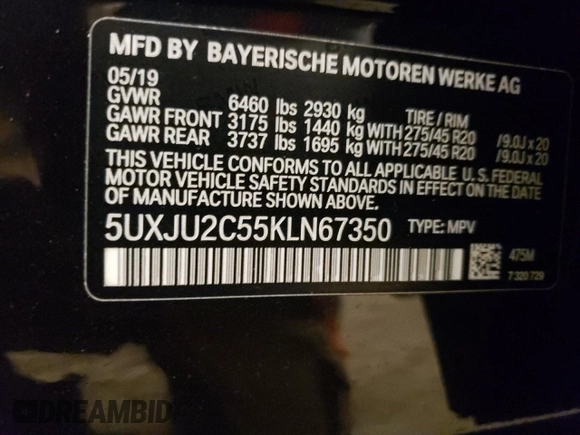 MFD BY BAYERISCHE MOTOREN WERKE AG
05/19
GVWR 6460 lbs 2930 kg TIRE / RIM
GAWR FRONT 3175 lbs 1440 kg WITH 275/45 R20 / 9.0J x 20
GAWR REAR 3737 lbs 1695 kg WITH 275/45 R20 / 9.0J x 20
THIS VEHICLE CONFORMS TO ALL APPLICABLE U.S. FEDERAL
MOTOR VEHICLE SAFETY STANDARDS IN EFFECT ON THE DATE
OF MANUFACTURE SHOWN ABOVE.
5UXJU2C55KLN67350 TYPE: MPV
475M
7 320 729
DREAMBID